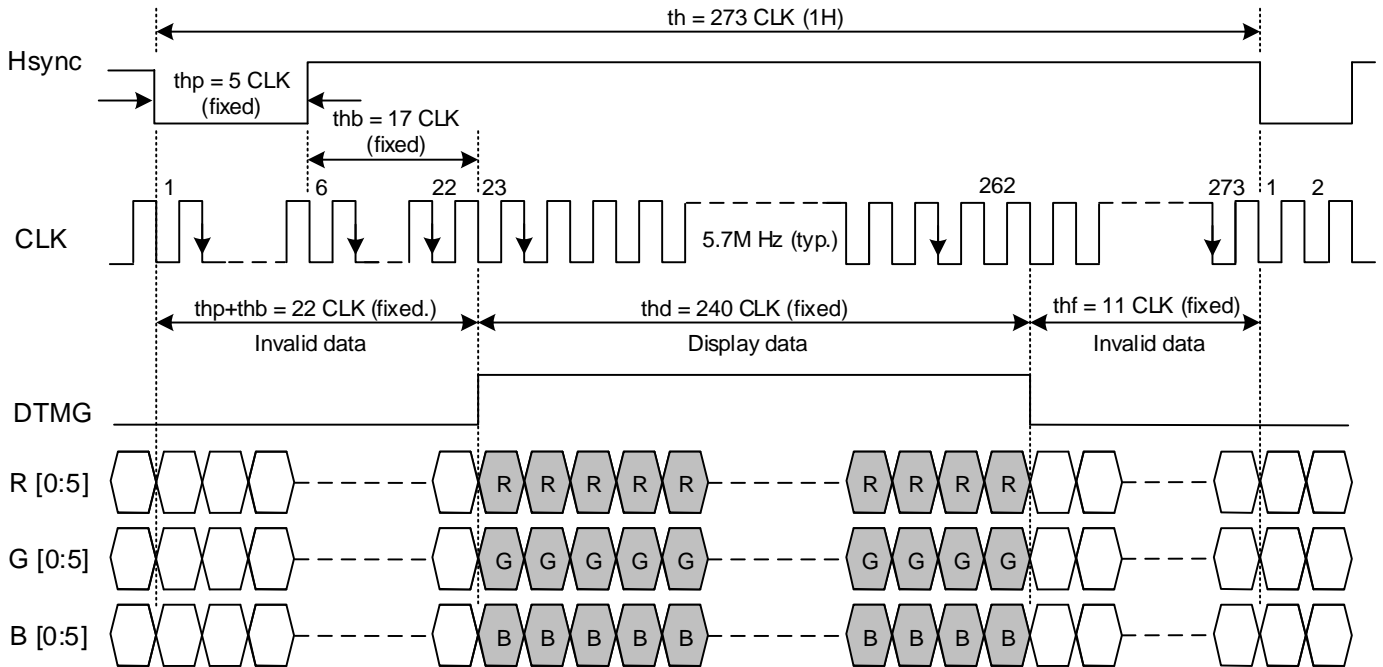 th = 273 CLK (1H)
Hsync
thp = 5 CLK
(fixed)
thb = 17 CLK
(fixed)
1
6
22
23
262
273
1
2
CLK
5.7M Hz (typ.)
thp+thb = 22 CLK (fixed.)
thd = 240 CLK (fixed)
thf = 11 CLK (fixed)
Invalid data
Display data
Invalid data
DTMG
R [0:5]
R R R R R
R R R R
G [0:5]
G G G G G
G G G G
B [0:5]
B B B B B
B B B B